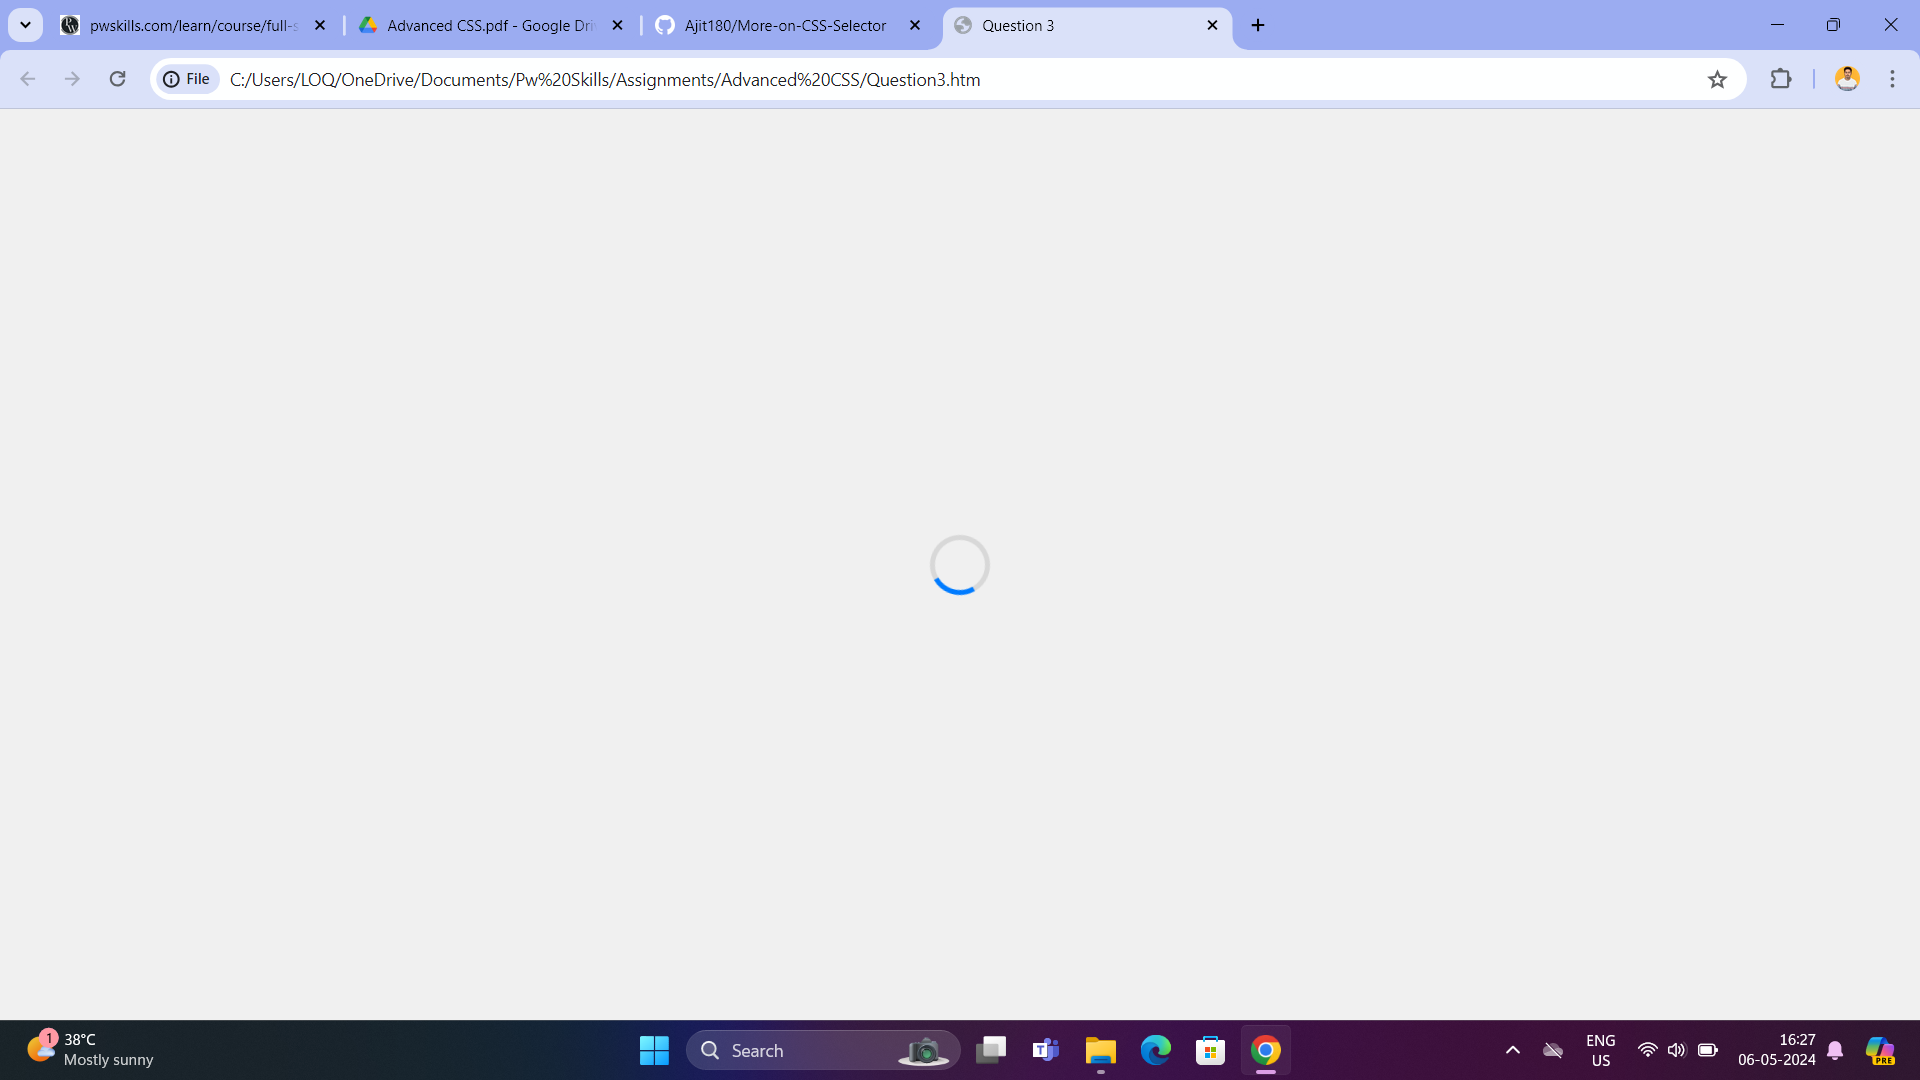 pwskills.com/learn/course/full-s
Advanced CSS.pdf - Google Dri
Ajit180/More-on-CSS-Selector
Question 3
File
C:/Users/LOQ/OneDrive/Documents/Pw%20Skills/Assignments/Advanced%20CSS/Question3.htm
1
38°C
Mostly sunny
Search
ENG
US
16:27
06-05-2024
PRE